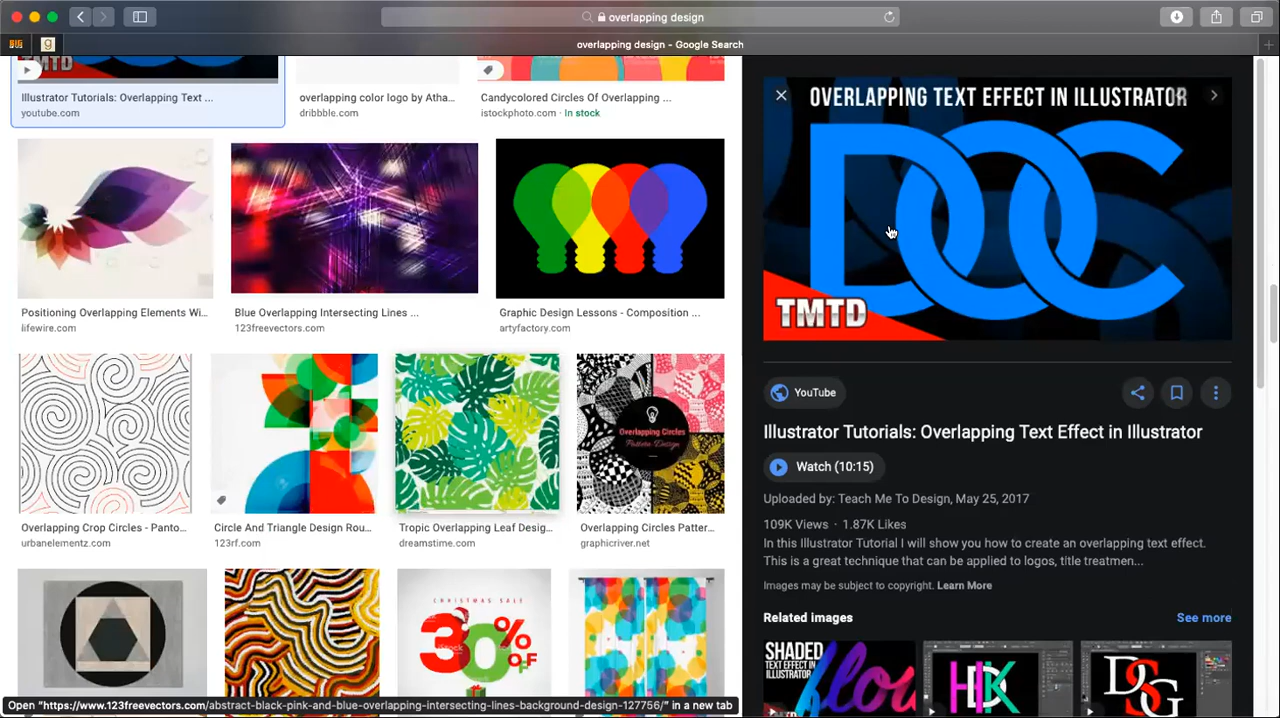 overlapping design
overlapping design - Google Search
TMTD
Illustrator Tutorials: Overlapping Text ...
youtube.com
overlapping color logo by Atha...
dribbble.com
Candycolored Circles Of Overlapping ...
istockphoto.com · In stock
OVERLAPPING TEXT EFFECT IN ILLUSTRATOR
DOC
TMTD
Positioning Overlapping Elements Wi...
lifewire.com
Blue Overlapping Intersecting Lines ...
123freevectors.com
Graphic Design Lessons - Composition ...
artyfactory.com
Overlapping Circles
Pattern Design
YouTube
Illustrator Tutorials: Overlapping Text Effect in Illustrator
Watch (10:15)
Uploaded by: Teach Me To Design, May 25, 2017
109K Views · 1.87K Likes
In this Illustrator Tutorial I will show you how to create an overlapping text effect.
This is a great technique that can be applied to logos, title treatmen...
Images may be subject to copyright. Learn More
Overlapping Crop Circles - Panto...
urbanelementz.com
Circle And Triangle Design Rou...
123rf.com
Tropic Overlapping Leaf Desig...
dreamstime.com
Overlapping Circles Patter...
graphicriver.net
CHRISTMAS SALE
30% OFF
Related images
See more
SHADED
TEXT EFFECT IN
ILLUSTRATOR
flou
HK
DSG
Open "https://www.123freevectors.com/abstract-black-pink-and-blue-overlapping-intersecting-lines-background-design-127756/" in a new tab